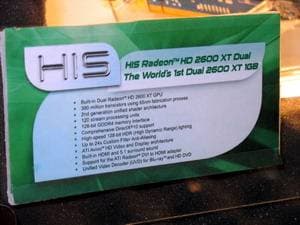 HIS
HIS Radeon™ HD 2600 XT Dual
The World's 1st Dual 2600 XT 1GB
• Built-in Dual Radeon™ HD 2600 XT GPU
• 390 million transistors using 65nm fabrication process
• 2nd generation unified shader architecture
• 120 stream processing units
• 128-bit GDDR4 memory interface
• Comprehensive DirectX®10 support
• High-speed 128-bit HDR (High Dynamic Range) lighting
• Up to 24x Custom Filter Anti-Aliasing
• ATI Avivo™ HD Video and Display architecture
• Built-in HDMI and 5.1 surround sound
• Support for the ATI Radeon™ DVI to HDMI adapter
• Unified Video Decoder (UVD) for Blu-ray™ and HD DVD